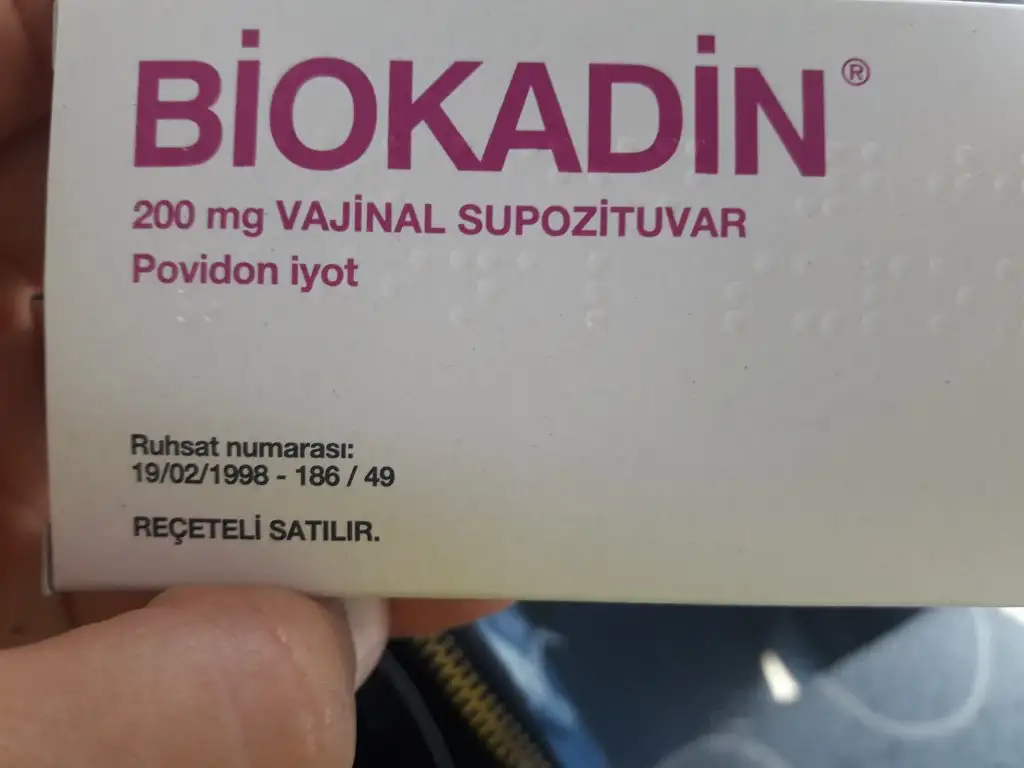 BİOKADİN®
200 mg VAJİNAL SUPOZİTUVAR
Povidon iyot
Ruhsat numarası:
19/02/1998 - 186 / 49
REÇETELİ SATILIR.